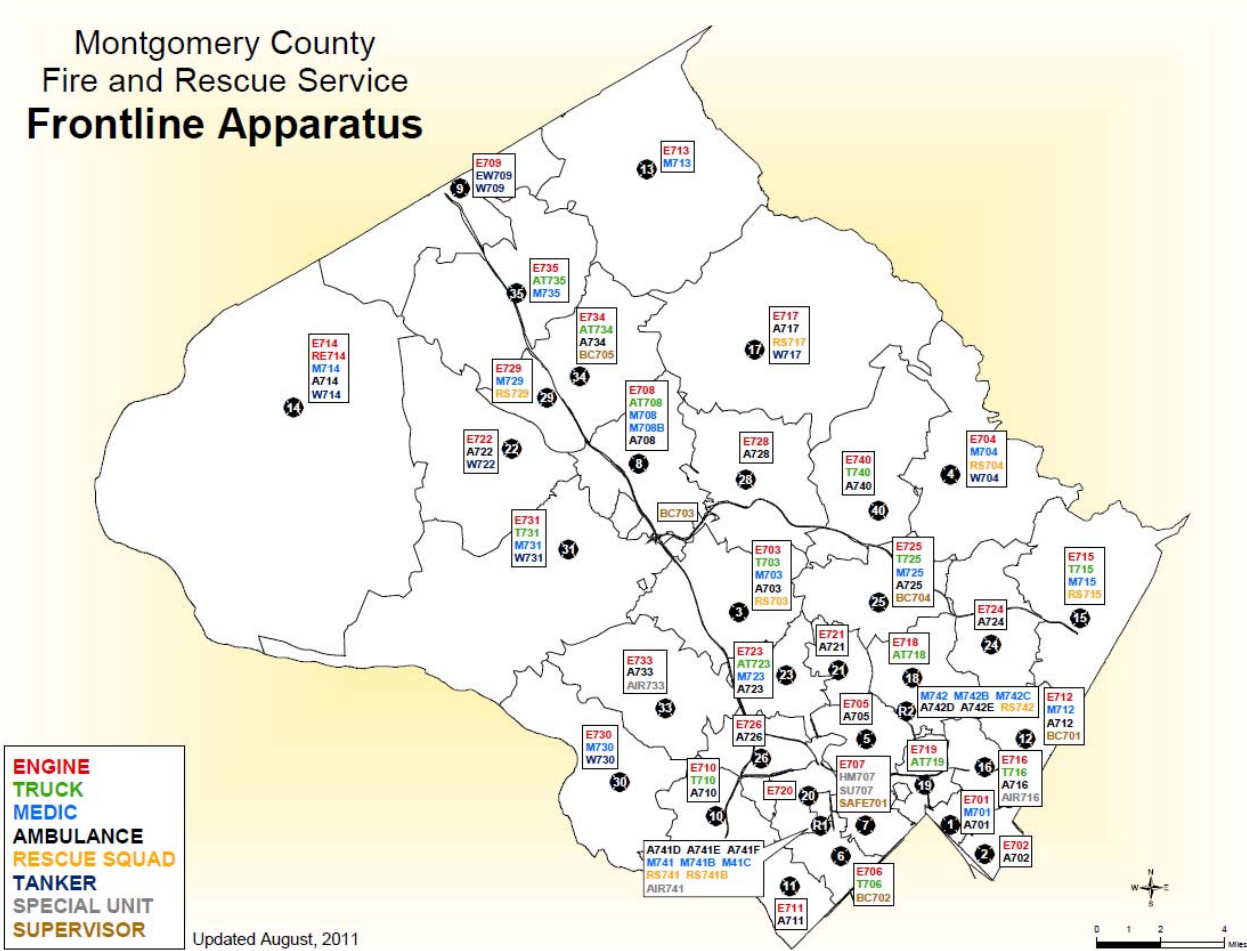 Montgomery County
Fire and Rescue Service
Frontline Apparatus
E713
M713
13
E709
EW709
W709
9
E735
AT735
M735
35
E734
AT734
A734
BC705
34
E717
A717
RS717
W717
17
E714
RE714
M714
A714
W714
14
E729
M729
RS729
29
E708
AT708
M708
M708B
A708
8
E722
A722
W722
22
E728
A728
28
E740
T740
A740
40
E704
M704
RS704
W704
4
BC703
E731
T731
M731
W731
31
E703
T703
M703
A703
RS703
3
E725
T725
M725
A725
BC704
25
E715
T715
M715
RS715
15
E724
A724
24
E721
A721
21
E718
AT718
18
E723
AT723
M723
A723
23
E733
A733
AIR733
33
M742 M742B M742C
A742D A742E RS742
R2
E712
M712
A712
BC701
12
E705
A705
5
E726
A726
26
E730
M730
W730
30
E719
AT719
19
E716
T716
A716
AIR716
16
E710
T710
A710
10
E720
20
E707
HM707
SU707
SAFE701
7
R1
E701
M701
A701
1
E702
A702
2
A741D A741E A741F
M741 M741B M41C
RS741 RS741B
AIR741
6
E706
T706
BC702
11
E711
A711
ENGINE
TRUCK
MEDIC
AMBULANCE
RESCUE SQUAD
TANKER
SPECIAL UNIT
SUPERVISOR
Updated August, 2011
N
W E
S
0 1 2 4
Miles